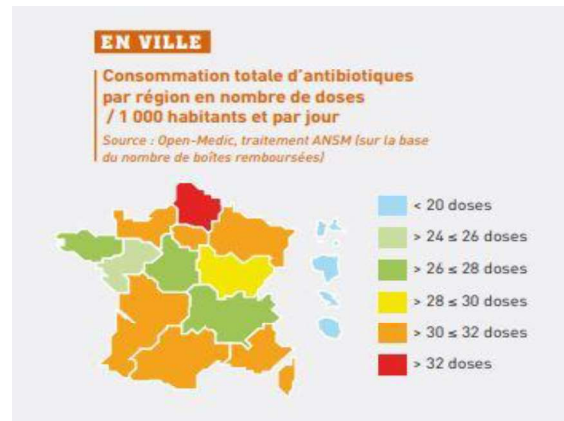 EN VILLE
Consommation totale d'antibiotiques
par région en nombre de doses
/ 1 000 habitants et par jour
Source : Open-Medic, traitement ANSM (sur la base
du nombre de boîtes remboursées)
< 20 doses
> 24 ≤ 26 doses
> 26 ≤ 28 doses
> 28 ≤ 30 doses
> 30 ≤ 32 doses
> 32 doses